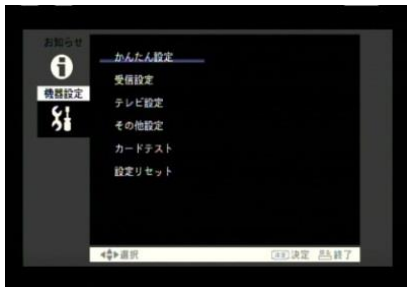 お知らせ
機器設定
かんたん設定
受信設定
テレビ設定
その他設定
カードテスト
設定リセット
選択
決定 終了